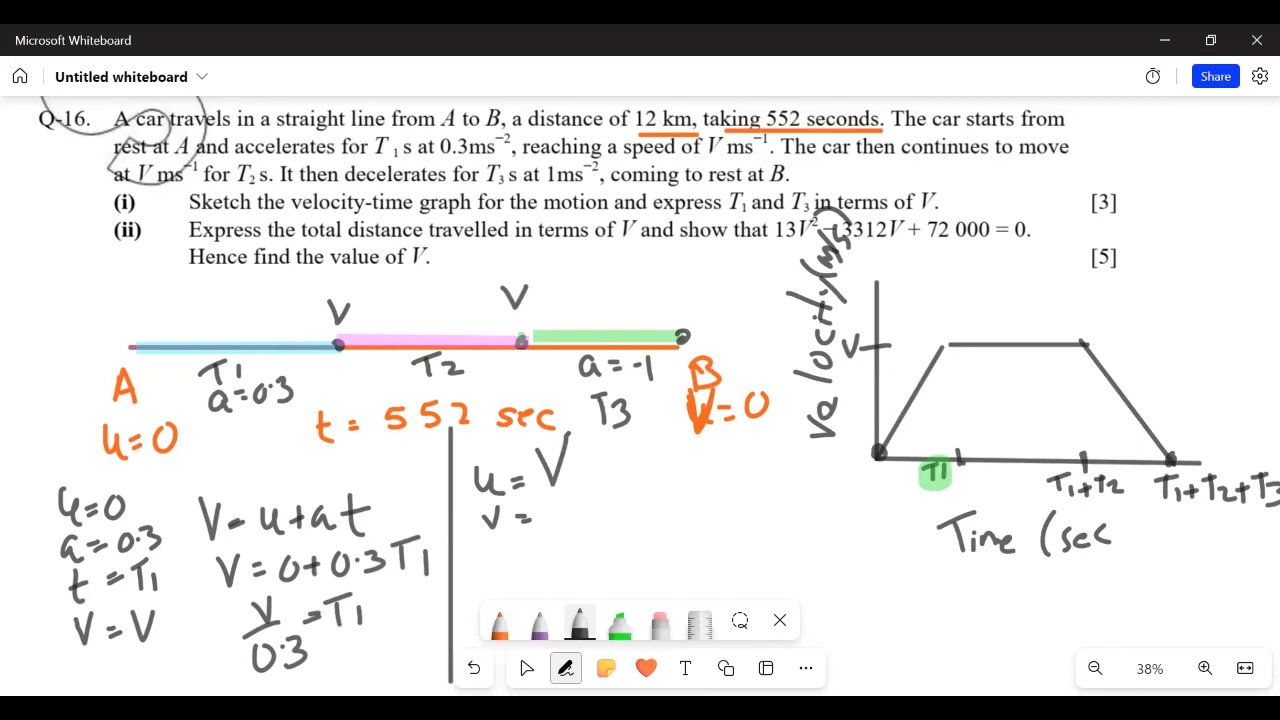 Microsoft Whiteboard
Untitled whiteboard
Share
Q-16. A car travels in a straight line from A to B, a distance of 12 km, taking 552 seconds. The car starts from
rest at A and accelerates for T₁ s at 0.3ms⁻², reaching a speed of V ms⁻¹. The car then continues to move
at V ms⁻¹ for T₂ s. It then decelerates for T₃ s at 1ms⁻², coming to rest at B.
(i) Sketch the velocity-time graph for the motion and express T₁ and T₃ in terms of V. [3]
(ii) Express the total distance travelled in terms of V and show that 13V² – 3312V + 72 000 = 0.
Hence find the value of V. [5]
V
V
T1
a=0.3
T2
a=-1
T3
A
u=0
t = 552 sec
B
V=0
Velocity(m/s)
V
T1
T1+T2
T1+T2+T3
Time (sec
u=0
a=0.3
t=T1
V=V
V=u+at
V=0+0.3T1
V/0.3=T1
u=V
v=
T
38%